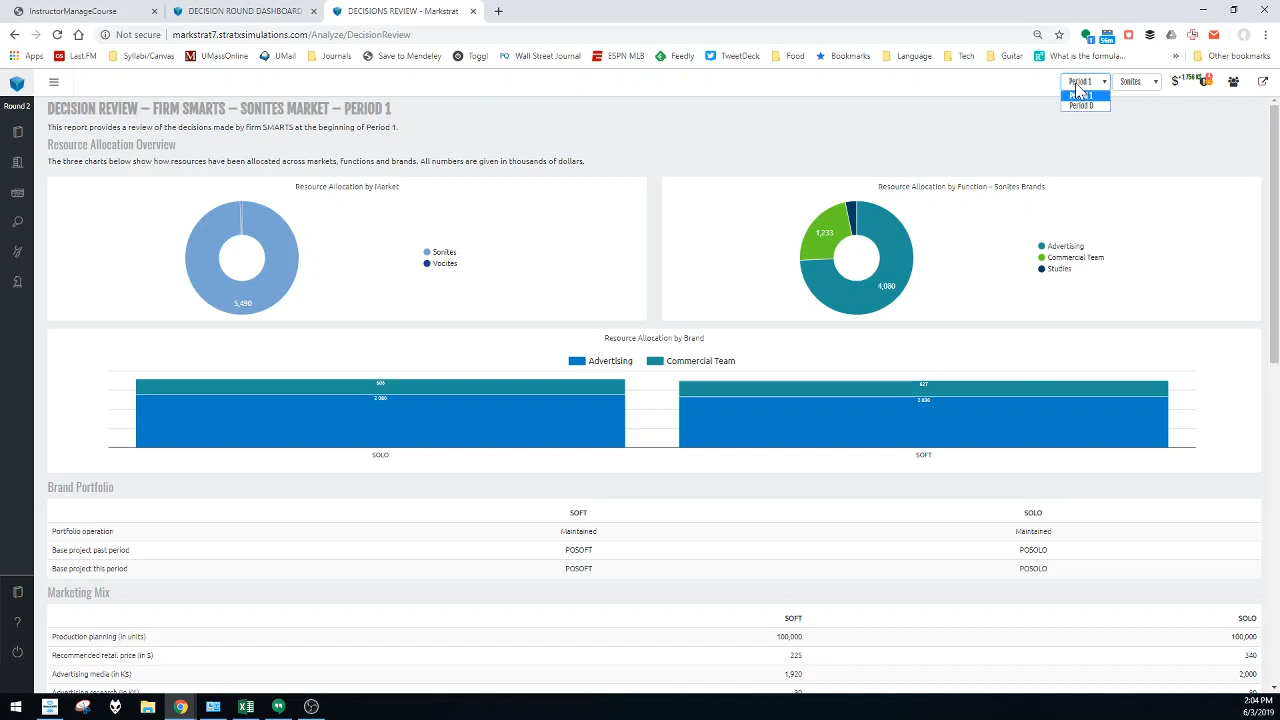 InstructorManageCourse
DECISION ROUND DASHBOARD
DECISIONS REVIEW - Markstrat
Not secure | markstrat7.stratxsimulations.com/Analyze/DecisionReview
56m
Apps
Last.FM
Syllabi/Canvas
UMassOnline
UMail
Journals
Save to Mendeley
Toggl
Wall Street Journal
ESPN MLB
Feedly
TweetDeck
Food
Bookmarks
Language
Tech
Guitar
What is the formula...
»
Other bookmarks
Period 1
Sonites
Period 0
Round 2
DECISION REVIEW – FIRM SMARTS – SONITES MARKET – PERIOD 1
This report provides a review of the decisions made by firm SMARTS at the beginning of Period 1.
Resource Allocation Overview
The three charts below show how resources have been allocated across markets, functions and brands. All numbers are given in thousands of dollars.
Resource Allocation by Market
Sonites
Vodites
5,490
Resource Allocation by Function – Sonites Brands
1,233
4,080
Advertising
Commercial Team
Studies
Resource Allocation by Brand
Advertising
Commercial Team
606
2 080
627
SOLO
SOFT
Brand Portfolio
SOFT SOLO
Portfolio operation Maintained Maintained
Base project past period POSOFT POSOLO
Base project this period POSOFT POSOLO
Marketing Mix
SOFT SOLO
Production planning (in units) 100,000 100,000
Recommended retail price (in $) 225 340
Advertising media (in K$) 1,920 2,000
Advertising research (in K$) 80 80
2:04 PM
6/3/2019